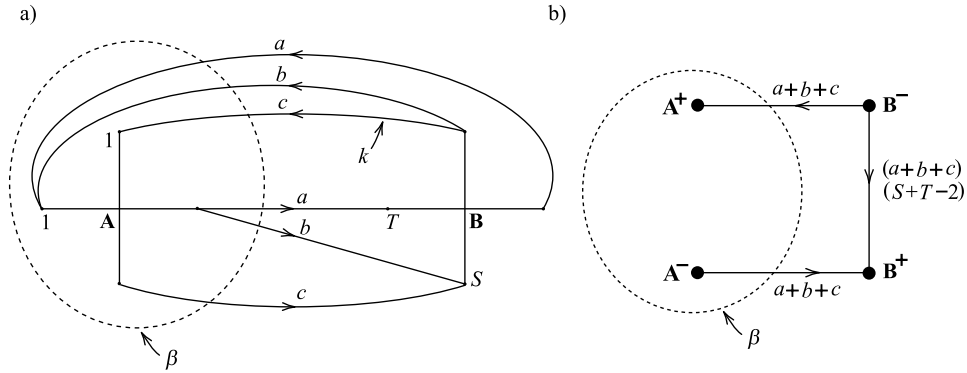 a)
b)
a
b
c
1
k
a
1
A
T
B
b
S
c
β
a+b+c
A+
B−
(a+b+c)
(S+T−2)
A−
B+
a+b+c
β